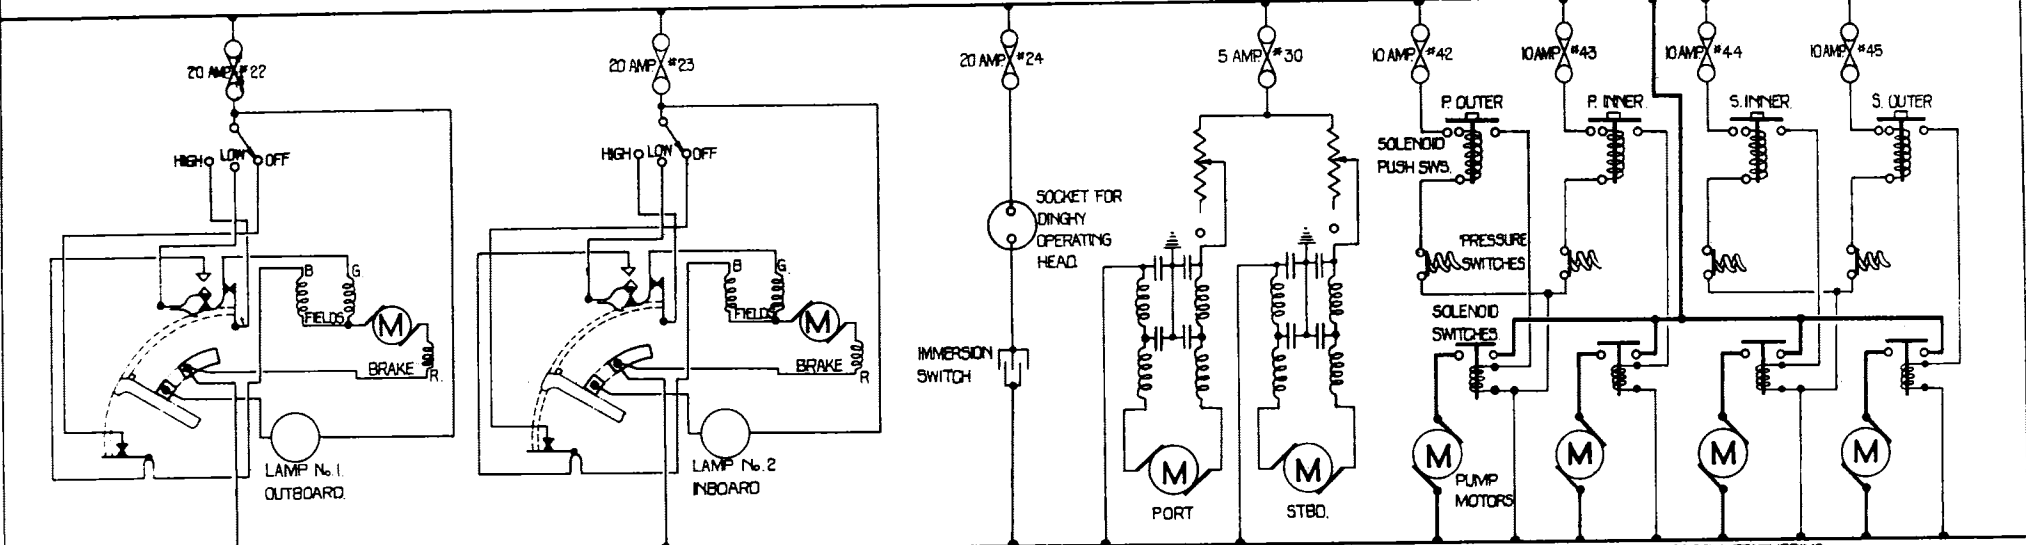 20 AMP. #22
20 AMP. #23
20 AMP. #24
5 AMP. #30
10 AMP. #42
10 AMP. #43
10 AMP. #44
10 AMP. #45
HIGH LOW OFF
HIGH LOW OFF
P. OUTER
P. INNER.
S. INNER.
S. OUTER
SOLENOID
PUSH SWS.
SOCKET FOR
DINGHY
OPERATING
HEAD.
PRESSURE
SWITCHES
B G.
FIELDS
M
BRAKE R.
B G.
FIELDS
M
BRAKE R
SOLENOID
SWITCHES.
IMMERSION
SWITCH
LAMP No. 1.
OUTBOARD.
LAMP No. 2
INBOARD
M
PORT
M
STBD.
M
M
M
M
PUMP
MOTORS